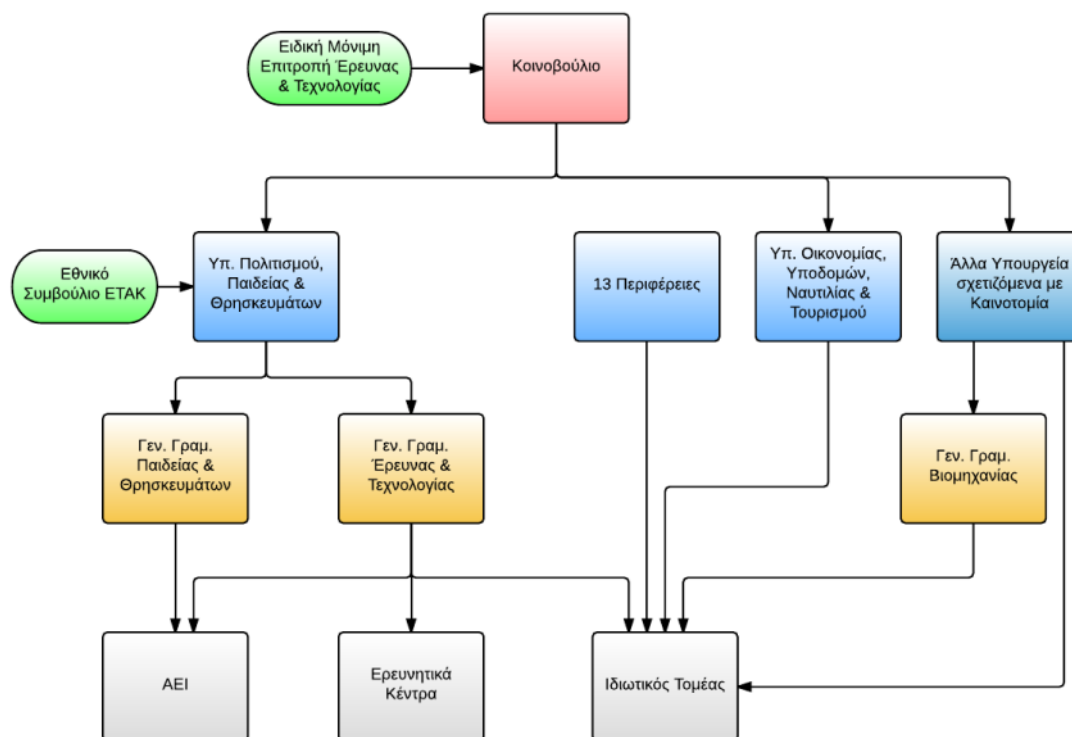 Ειδική Μόνιμη
Επιτροπή Έρευνας
& Τεχνολογίας
Κοινοβούλιο
Εθνικό
Συμβούλιο ΕΤΑΚ
Υπ. Πολιτισμού,
Παιδείας &
Θρησκευμάτων
13 Περιφέρειες
Υπ. Οικονομίας,
Υποδομών,
Ναυτιλίας &
Τουρισμού
Άλλα Υπουργεία
σχετιζόμενα με
Καινοτομία
Γεν. Γραμ.
Παιδείας &
Θρησκευμάτων
Γεν. Γραμ.
Έρευνας &
Τεχνολογίας
Γεν. Γραμ.
Βιομηχανίας
ΑΕΙ
Ερευνητικά
Κέντρα
Ιδιωτικός Τομέας